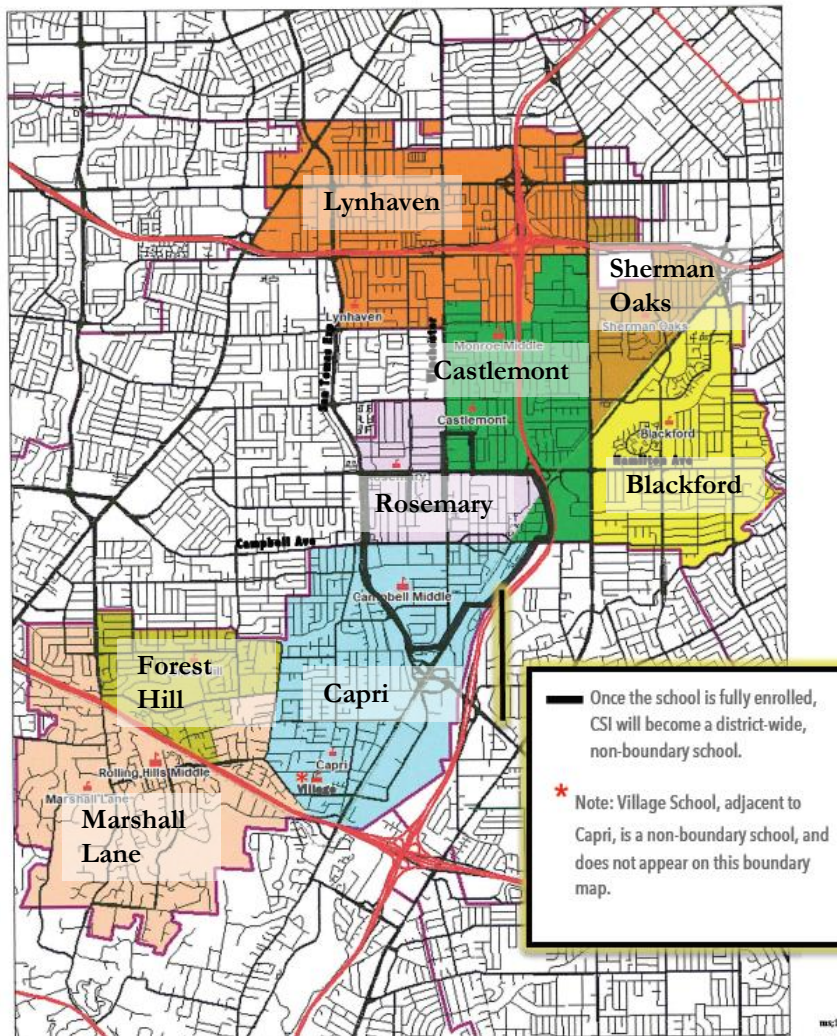 Lynhaven
Sherman
Oaks
Lynhaven
Sherman Oaks
Monroe Middle
Castlemont
Castlemont
Blackford
Hamilton Ave
Blackford
Rosemary
Campbell Ave
Campbell Middle
Forest
Hill
Capri
Capri
Village
Rolling Hills Middle
Marshall Lane
Marshall
Lane
Once the school is fully enrolled,
CSI will become a district-wide,
non-boundary school.
* Note: Village School, adjacent to
Capri, is a non-boundary school, and
does not appear on this boundary
map.